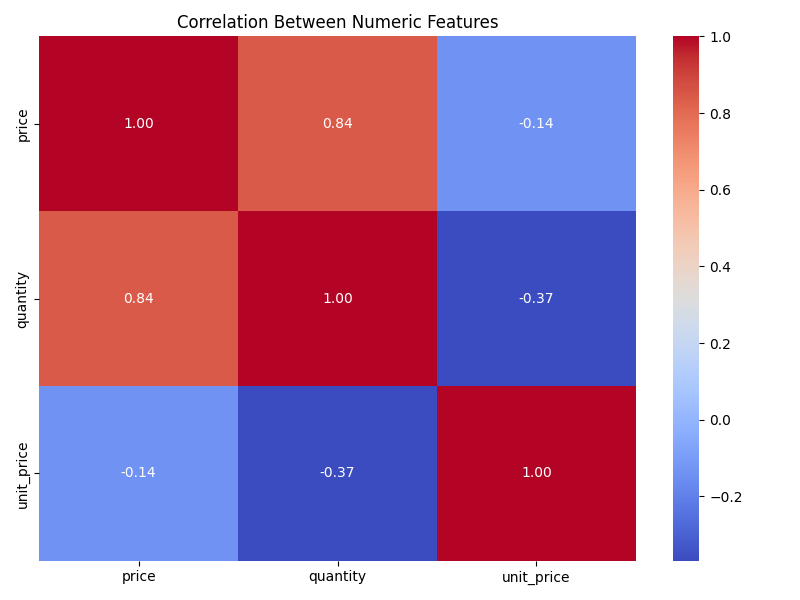 Correlation Between Numeric Features
price
1.00
0.84
-0.14
quantity
0.84
1.00
-0.37
unit_price
-0.14
-0.37
1.00
price
quantity
unit_price
1.0
0.8
0.6
0.4
0.2
0.0
−0.2